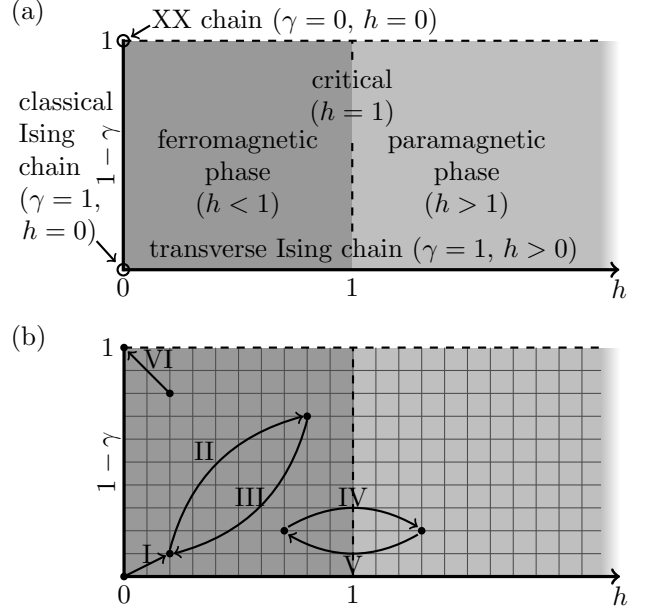 (a)
XX chain (γ = 0, h = 0)
1
critical
(h = 1)
classical
Ising
chain
(γ = 1,
h = 0)
1 − γ
ferromagnetic
phase
(h < 1)
paramagnetic
phase
(h > 1)
transverse Ising chain (γ = 1, h > 0)
0
1
h
(b)
1
VI
1 − γ
II
III
IV
I
V
0
1
h